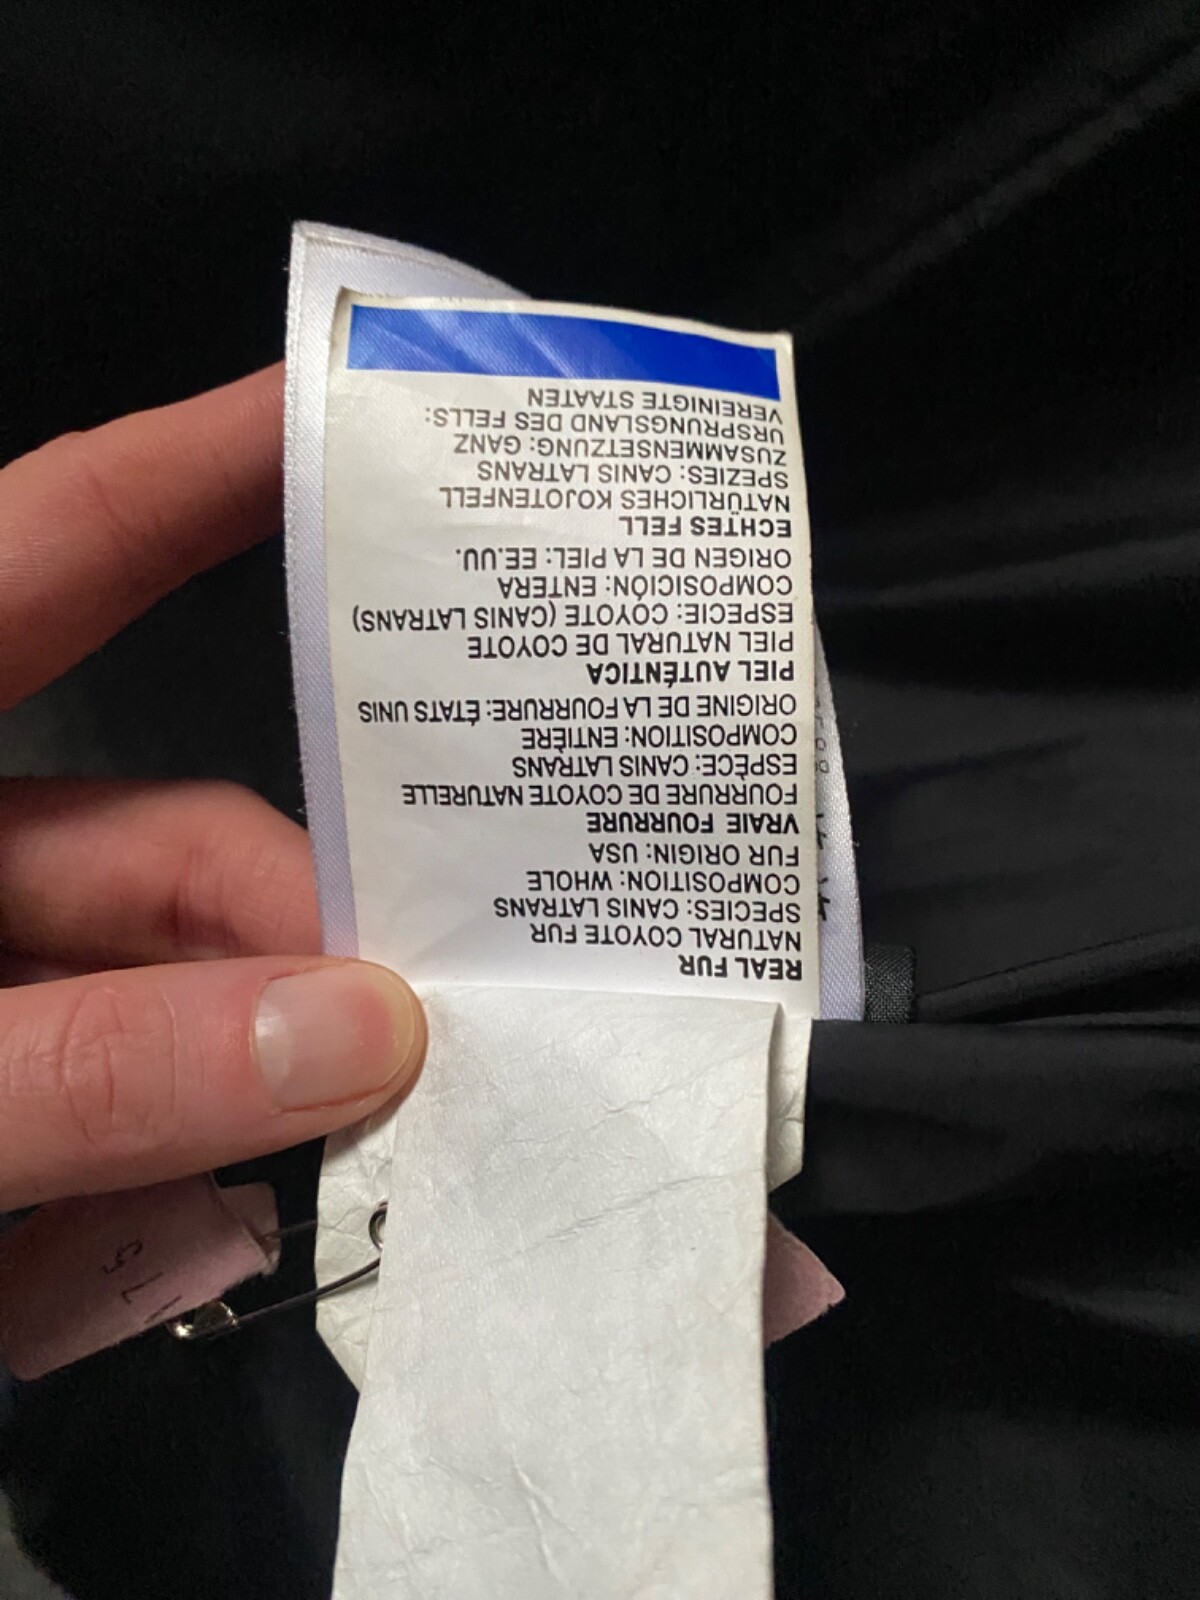 REAL FUR
NATURAL COYOTE FUR
SPECIES: CANIS LATRANS
COMPOSITION: WHOLE
FUR ORIGIN: USA
VRAIE FOURRURE
FOURRURE DE COYOTE NATURELLE
ESPÈCE: CANIS LATRANS
COMPOSITION: ENTIÈRE
ORIGINE DE LA FOURRURE: ÉTATS UNIS
PIEL AUTÉNTICA
PIEL NATURAL DE COYOTE
ESPECIE: COYOTE (CANIS LATRANS)
COMPOSICIÓN: ENTERA
ORIGEN DE LA PIEL: EE.UU.
ECHTES FELL
NATÜRLICHES KOJOTENFELL
SPEZIES: CANIS LATRANS
ZUSAMMENSETZUNG: GANZ
URSPRUNGSLAND DES FELLS:
VEREINIGTE STAATEN